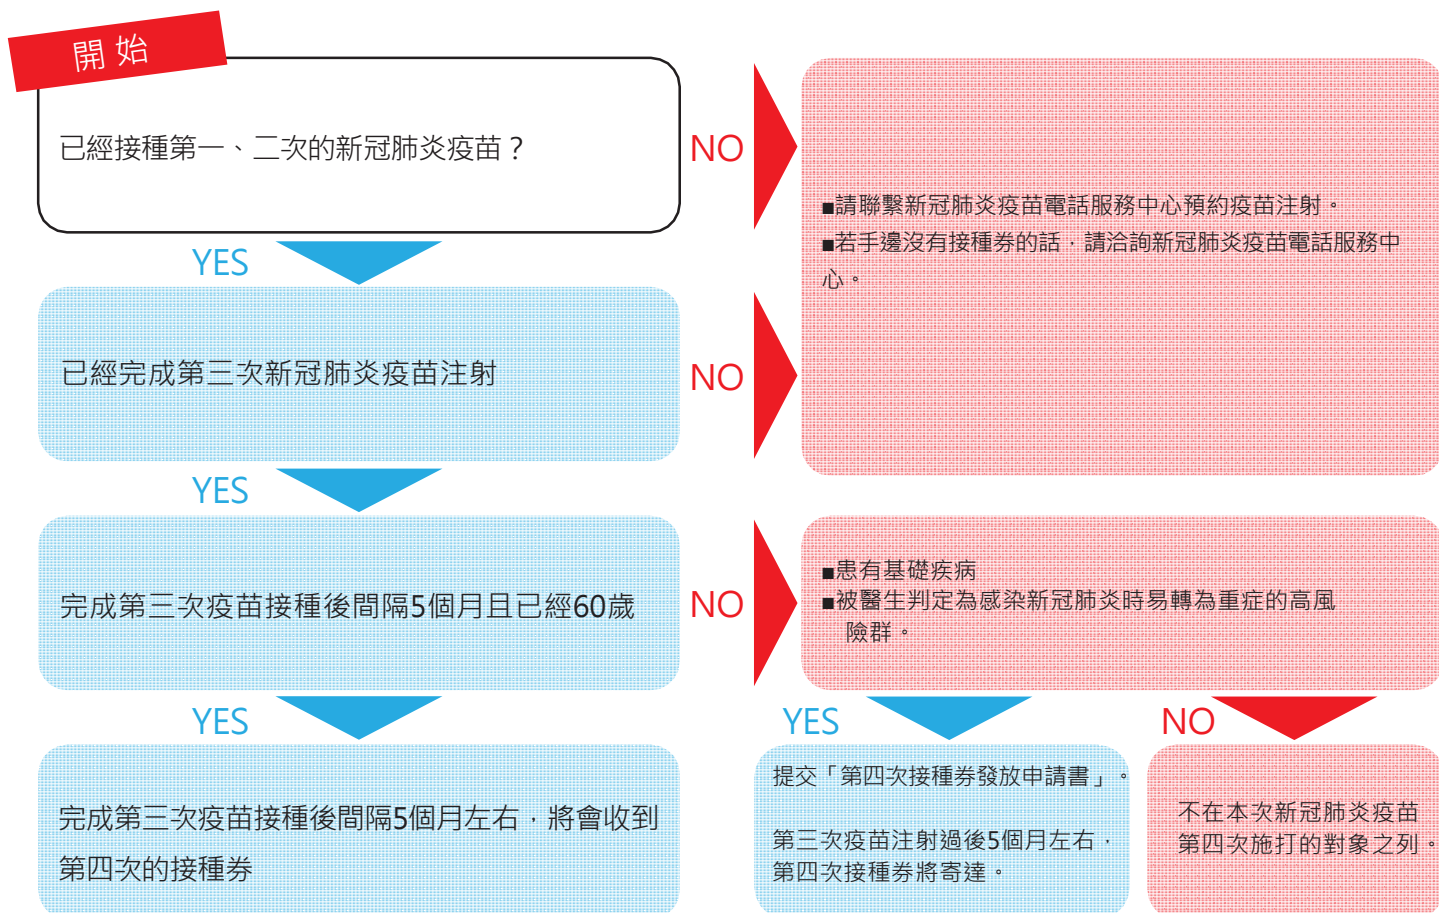 開始
已經接種第一、二次的新冠肺炎疫苗？
NO
■請聯繫新冠肺炎疫苗電話服務中心預約疫苗注射。
■若手邊沒有接種券的話，請洽詢新冠肺炎疫苗電話服務中
心。
YES
已經完成第三次新冠肺炎疫苗注射
NO
YES
完成第三次疫苗接種後間隔5個月且已經60歲
NO
■患有基礎疾病
■被醫生判定為感染新冠肺炎時易轉為重症的高風
險群。
YES
YES
NO
完成第三次疫苗接種後間隔5個月左右，將會收到
第四次的接種券
提交「第四次接種券發放申請書」。
第三次疫苗注射過後5個月左右，
第四次接種券將寄達。
不在本次新冠肺炎疫苗
第四次施打的對象之列。